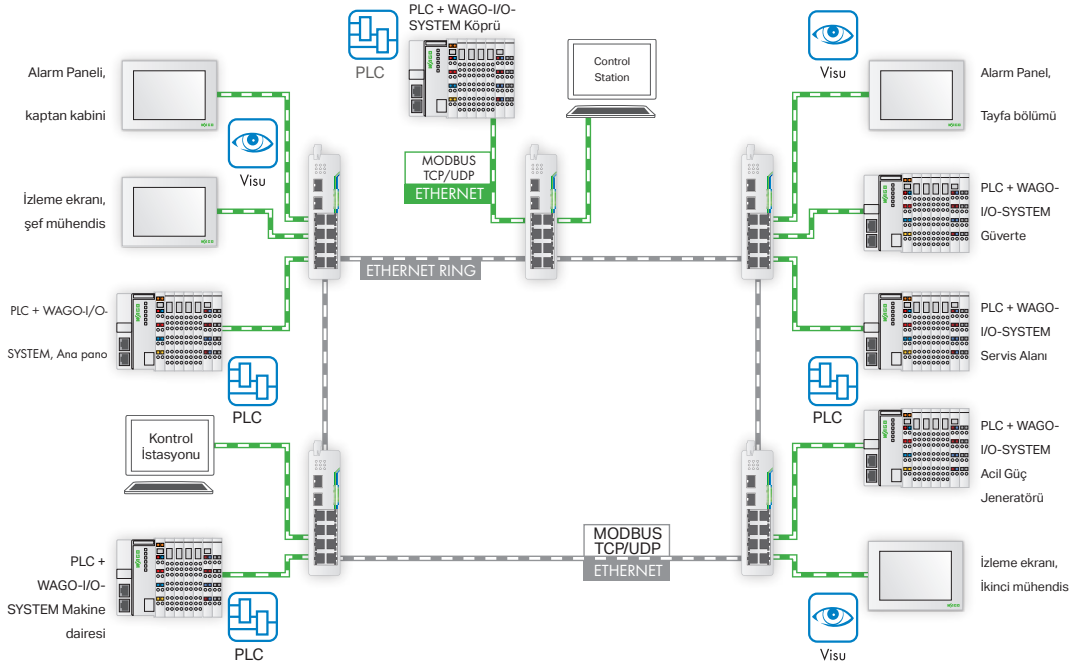 PLC + WAGO-I/O-
SYSTEM Köprü
PLC
Control
Station
Visu
Alarm Paneli,
kaptan kabini
Visu
Alarm Panel,
Tayfa bölümü
MODBUS
TCP/UDP
ETHERNET
İzleme ekranı,
şef mühendis
PLC + WAGO-
I/O-SYSTEM
Güverte
ETHERNET RING
PLC + WAGO-I/O-
SYSTEM, Ana pano
PLC
PLC + WAGO-
I/O-SYSTEM
Servis Alanı
PLC
Kontrol
İstasyonu
PLC + WAGO-
I/O-SYSTEM
Acil Güç
Jeneratörü
MODBUS
TCP/UDP
ETHERNET
PLC +
WAGO-I/O-
SYSTEM Makine
dairesi
PLC
İzleme ekranı,
İkinci mühendis
Visu